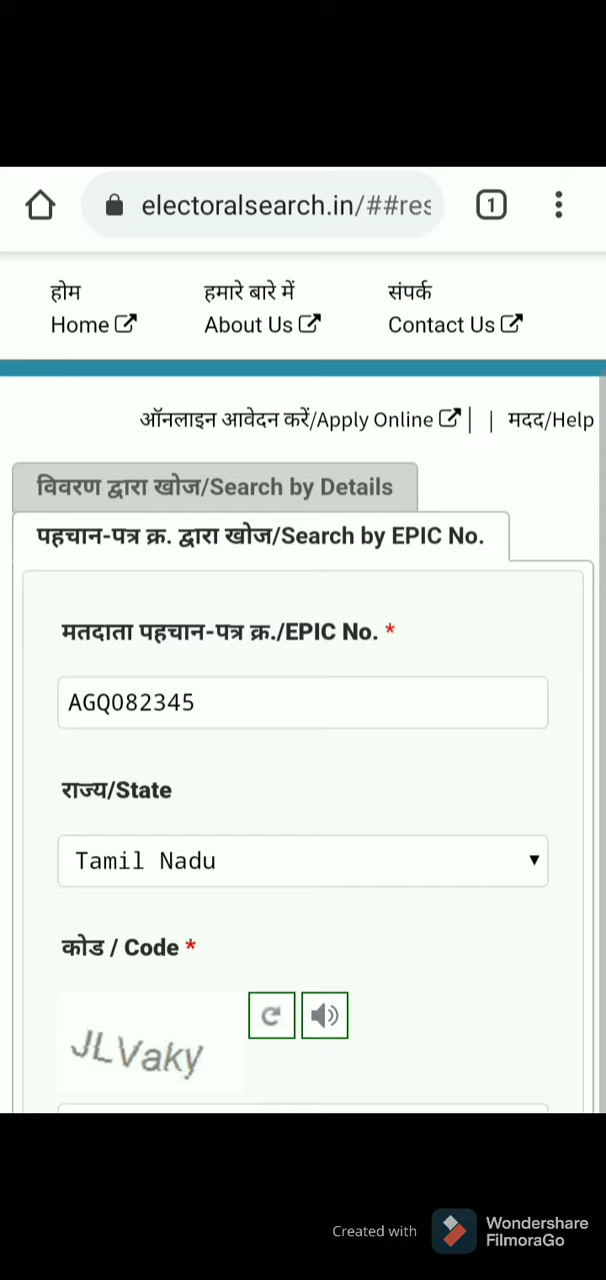 electoralsearch.in/##res
1
होम
हमारे बारे में
संपर्क
Home
About Us
Contact Us
ऑनलाइन आवेदन करें/Apply Online | | मदद/Help
विवरण द्वारा खोज/Search by Details
पहचान-पत्र क्र. द्वारा खोज/Search by EPIC No.
मतदाता पहचान-पत्र क्र./EPIC No. *
AGQ082345
राज्य/State
Tamil Nadu
कोड / Code *
JLVaky
Created with
Wondershare
FilmoraGo